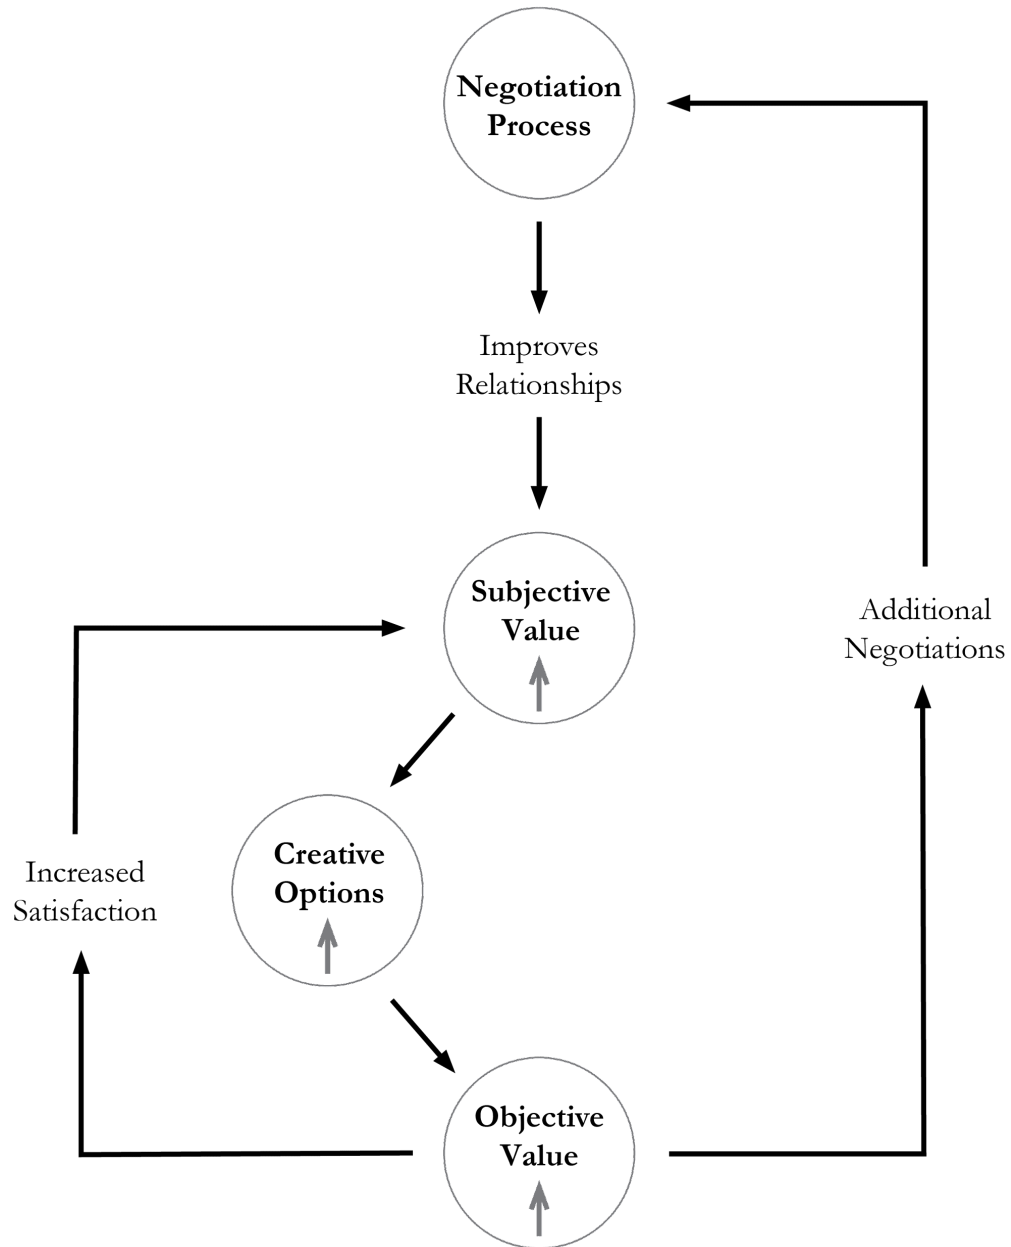 Negotiation
Process
Improves
Relationships
Subjective
Value
Additional
Negotiations
Creative
Options
Increased
Satisfaction
Objective
Value